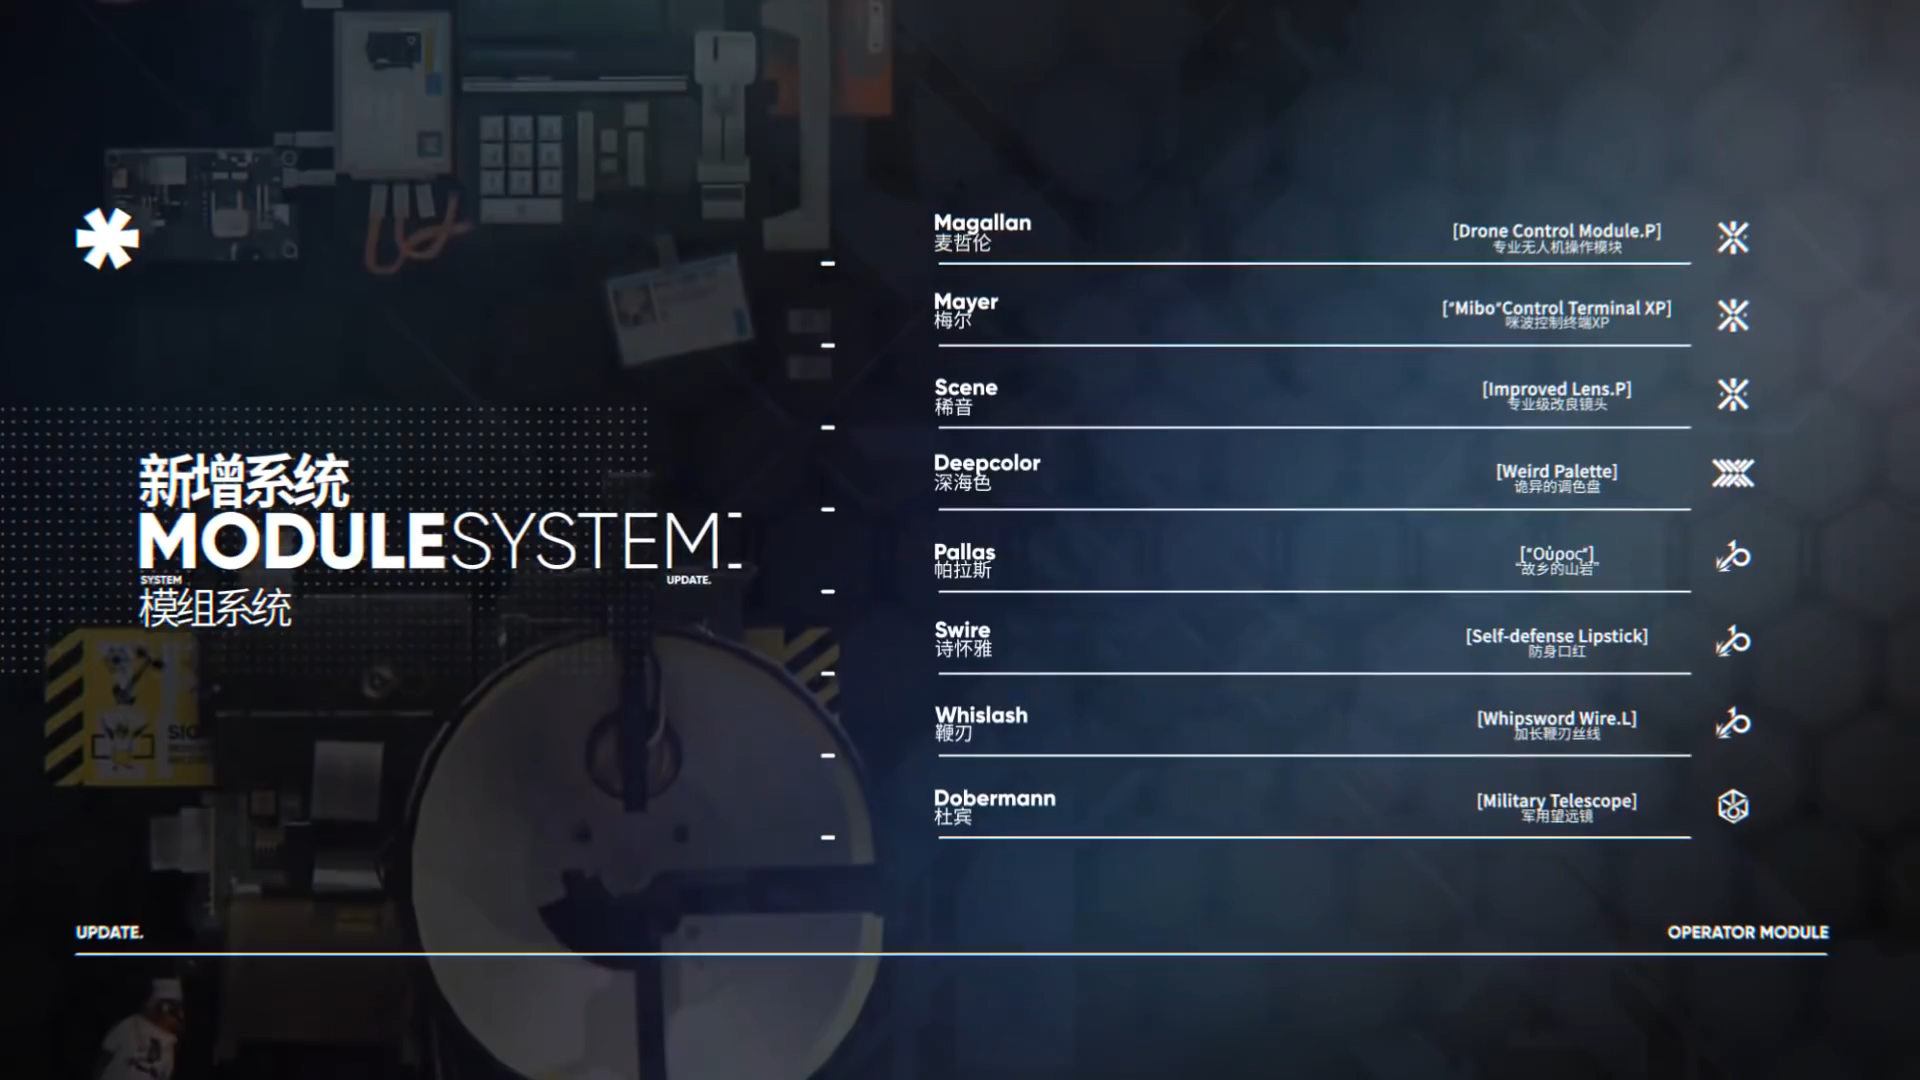 新增系统
MODULESYSTEM
SYSTEM
UPDATE.
模组系统
Magallan
麦哲伦
[Drone Control Module.P]
专业无人机操作模块
Mayer
梅尔
["Mibo"Control Terminal XP]
咪波控制终端XP
Scene
稀音
[Improved Lens.P]
专业级改良镜头
Deepcolor
深海色
[Weird Palette]
诡异的调色盘
Pallas
帕拉斯
["Οὖρος"]
"故乡的山岩"
Swire
诗怀雅
[Self-defense Lipstick]
防身口红
Whislash
鞭刃
[Whipsword Wire.L]
加长鞭刃丝线
Dobermann
杜宾
[Military Telescope]
军用望远镜
UPDATE.
OPERATOR MODULE